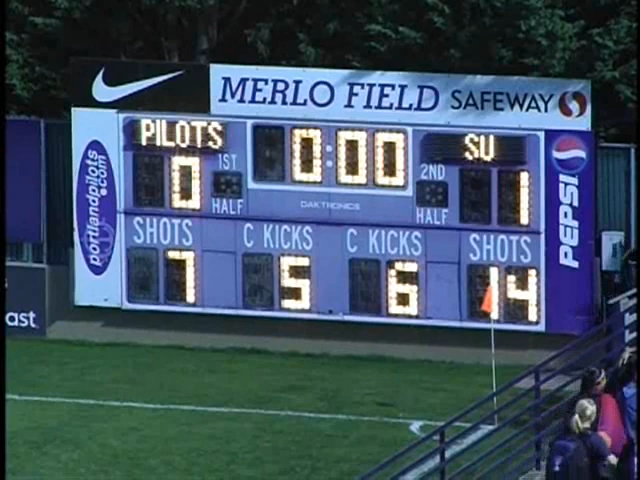 MERLO FIELD SAFEWAY
PILOTS 0:00 SU
0 1ST HALF 2ND HALF 1
DAKTRONICS
SHOTS C KICKS C KICKS SHOTS
7 5 6 14
portlandpilots.com
PEPSI
ast.